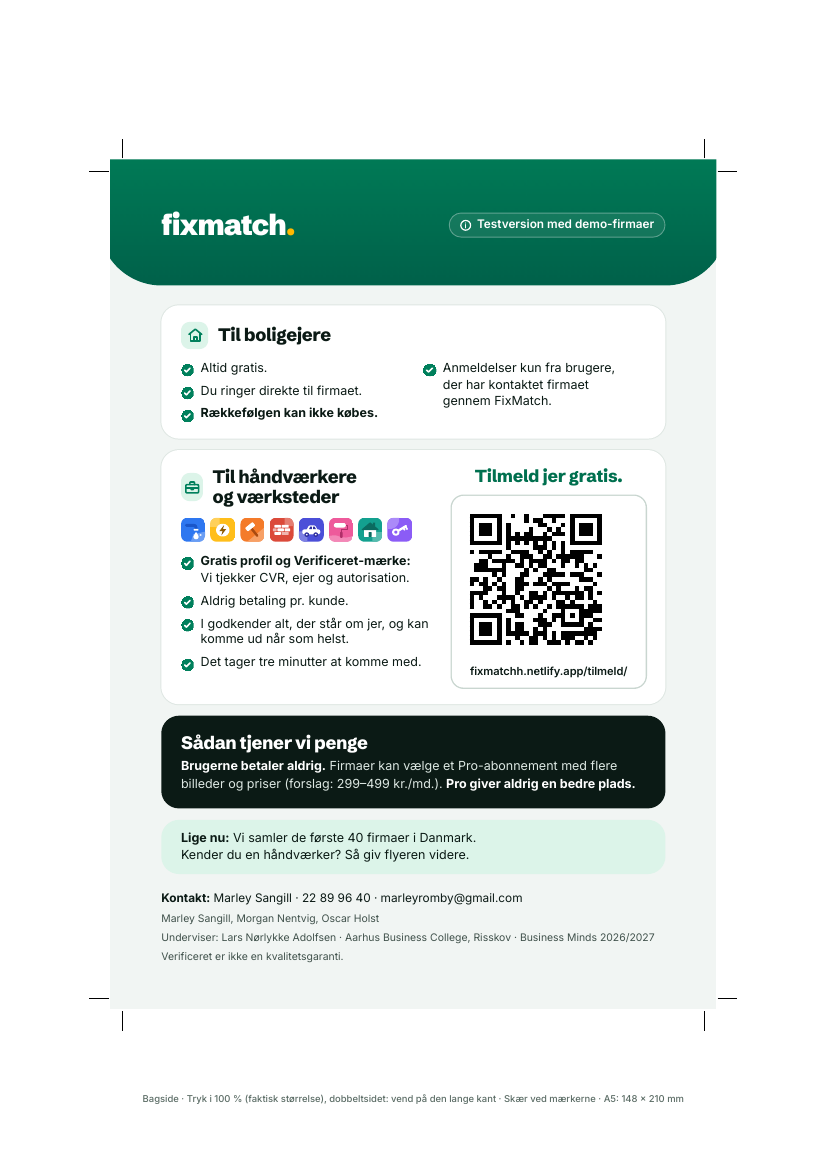 fixmatch.
Testversion med demo-firmaer
Til boligejere
Altid gratis.
Du ringer direkte til firmaet.
Rækkefølgen kan ikke købes.
Anmeldelser kun fra brugere,
der har kontaktet firmaet
gennem FixMatch.
Til håndværkere
og værksteder
Gratis profil og Verificeret-mærke:
Vi tjekker CVR, ejer og autorisation.
Aldrig betaling pr. kunde.
I godkender alt, der står om jer, og kan
komme ud når som helst.
Det tager tre minutter at komme med.
Tilmeld jer gratis.
fixmatchh.netlify.app/tilmeld/
Sådan tjener vi penge
Brugerne betaler aldrig. Firmaer kan vælge et Pro-abonnement med flere
billeder og priser (forslag: 299–499 kr./md.). Pro giver aldrig en bedre plads.
Lige nu: Vi samler de første 40 firmaer i Danmark.
Kender du en håndværker? Så giv flyeren videre.
Kontakt: Marley Sangill · 22 89 96 40 · marleyromby@gmail.com
Marley Sangill, Morgan Nentvig, Oscar Holst
Underviser: Lars Nørlykke Adolfsen · Aarhus Business College, Risskov · Business Minds 2026/2027
Verificeret er ikke en kvalitetsgaranti.
Bagside · Tryk i 100 % (faktisk størrelse), dobbeltsidet: vend på den lange kant · Skær ved mærkerne · A5: 148 × 210 mm